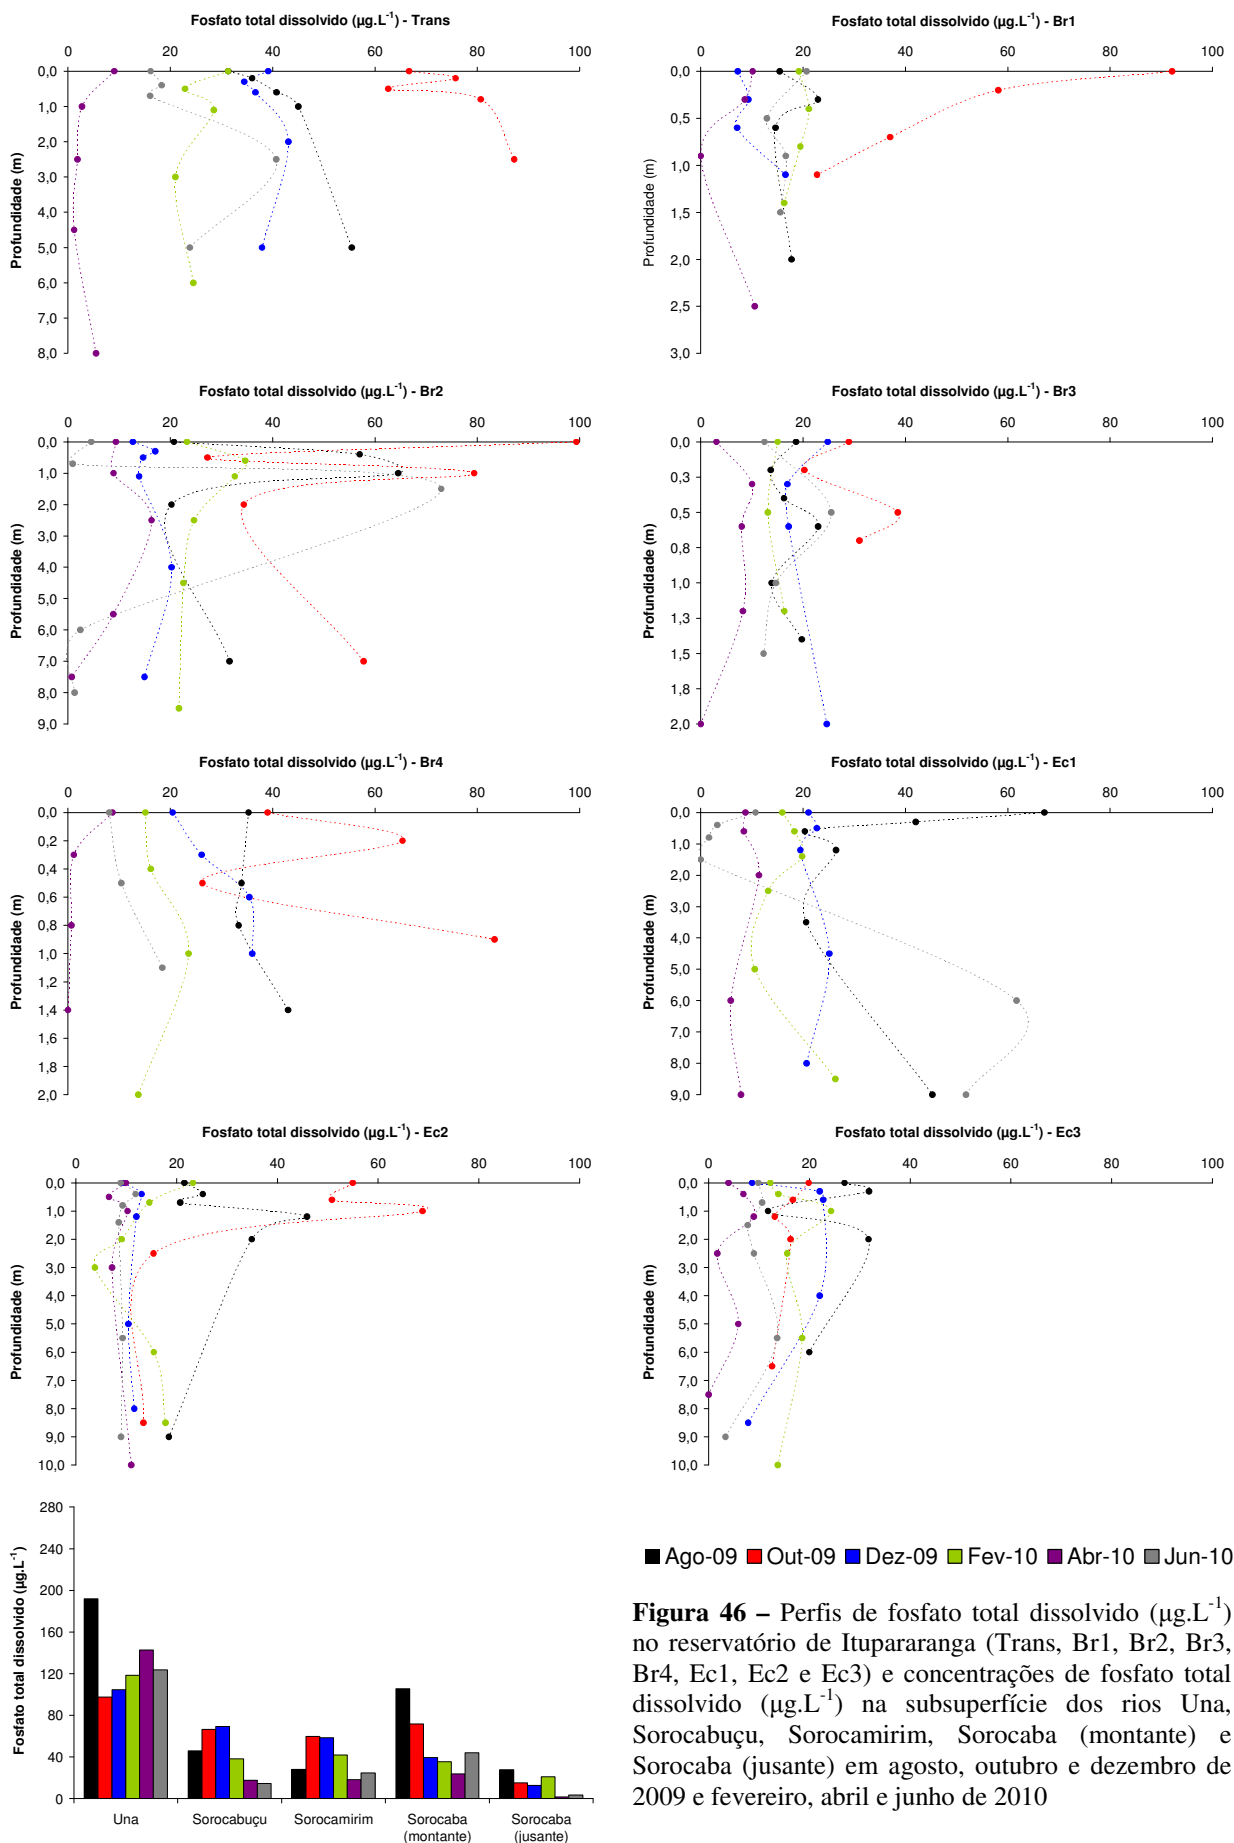 Fosfato total dissolvido (µg.L⁻¹) - Trans
0 20 40 60 80 100
Profundidade (m)
0,0
1,0
2,0
3,0
4,0
5,0
6,0
7,0
8,0
Fosfato total dissolvido (µg.L⁻¹) - Br1
0 20 40 60 80 100
Profundidade (m)
0,0
0,5
1,0
1,5
2,0
2,5
3,0
Fosfato total dissolvido (µg.L⁻¹) - Br2
0 20 40 60 80 100
Profundidade (m)
0,0
1,0
2,0
3,0
4,0
5,0
6,0
7,0
8,0
9,0
Fosfato total dissolvido (µg.L⁻¹) - Br3
0 20 40 60 80 100
Profundidade (m)
0,0
0,3
0,5
0,8
1,0
1,3
1,5
1,8
2,0
Fosfato total dissolvido (µg.L⁻¹) - Br4
0 20 40 60 80 100
Profundidade (m)
0,0
0,2
0,4
0,6
0,8
1,0
1,2
1,4
1,6
1,8
2,0
Fosfato total dissolvido (µg.L⁻¹) - Ec1
0 20 40 60 80 100
Profundidade (m)
0,0
1,0
2,0
3,0
4,0
5,0
6,0
7,0
8,0
9,0
Fosfato total dissolvido (µg.L⁻¹) - Ec2
0 20 40 60 80 100
Profundidade (m)
0,0
1,0
2,0
3,0
4,0
5,0
6,0
7,0
8,0
9,0
10,0
Fosfato total dissolvido (µg.L⁻¹) - Ec3
0 20 40 60 80 100
Profundidade (m)
0,0
1,0
2,0
3,0
4,0
5,0
6,0
7,0
8,0
9,0
10,0
Fosfato total dissolvido (µg.L⁻¹)
280
240
200
160
120
80
40
0
Una Sorocabuçu Sorocamirim Sorocaba (montante) Sorocaba (jusante)
Ago-09 Out-09 Dez-09 Fev-10 Abr-10 Jun-10
Figura 46 – Perfis de fosfato total dissolvido (µg.L⁻¹)
no reservatório de Itupararanga (Trans, Br1, Br2, Br3,
Br4, Ec1, Ec2 e Ec3) e concentrações de fosfato total
dissolvido (µg.L⁻¹) na subsuperfície dos rios Una,
Sorocabuçu, Sorocamirim, Sorocaba (montante) e
Sorocaba (jusante) em agosto, outubro e dezembro de
2009 e fevereiro, abril e junho de 2010